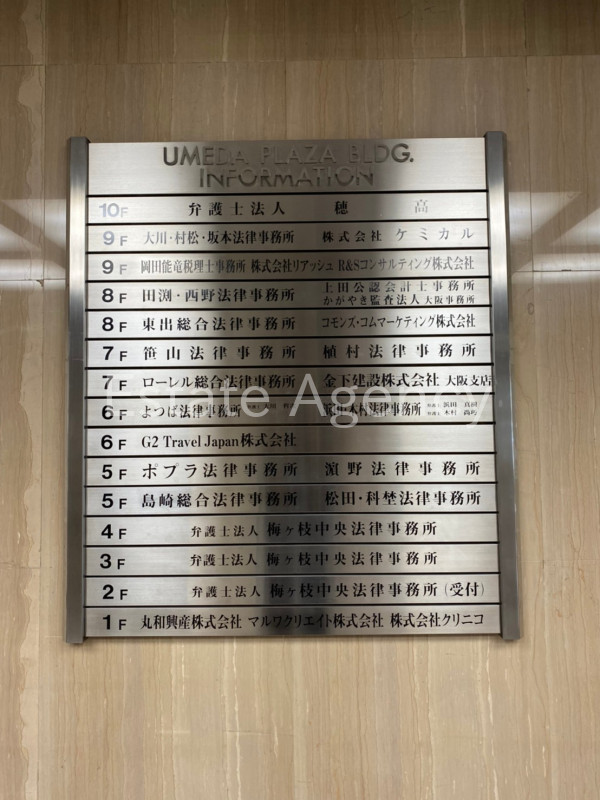 UMEDA PLAZA BLDG.
INFORMATION
10F 弁護士法人 穂高
9F 大川・村松・坂本法律事務所 株式会社ケミカル
9F 岡田能竜税理士事務所 株式会社リアッシュ R&Sコンサルティング株式会社
8F 田渕・西野法律事務所 上田公認会計士事務所
かがやき監査法人 大阪事務所
8F 東出総合法律事務所 コモンズ・コムマーケティング株式会社
7F 笹山法律事務所 植村法律事務所
7F ローレル総合法律事務所 金下建設株式会社 大阪支店
Estate Agency
6F よつば法律事務所 木村法律事務所
6F G2 Travel Japan株式会社
5F ポプラ法律事務所 濵野法律事務所
5F 島崎総合法律事務所 松田・科埜法律事務所
4F 弁護士法人 梅ヶ枝中央法律事務所
3F 弁護士法人 梅ヶ枝中央法律事務所
2F 弁護士法人 梅ヶ枝中央法律事務所(受付)
1F 丸和興産株式会社 マルワクリエイト株式会社 株式会社クリニコ